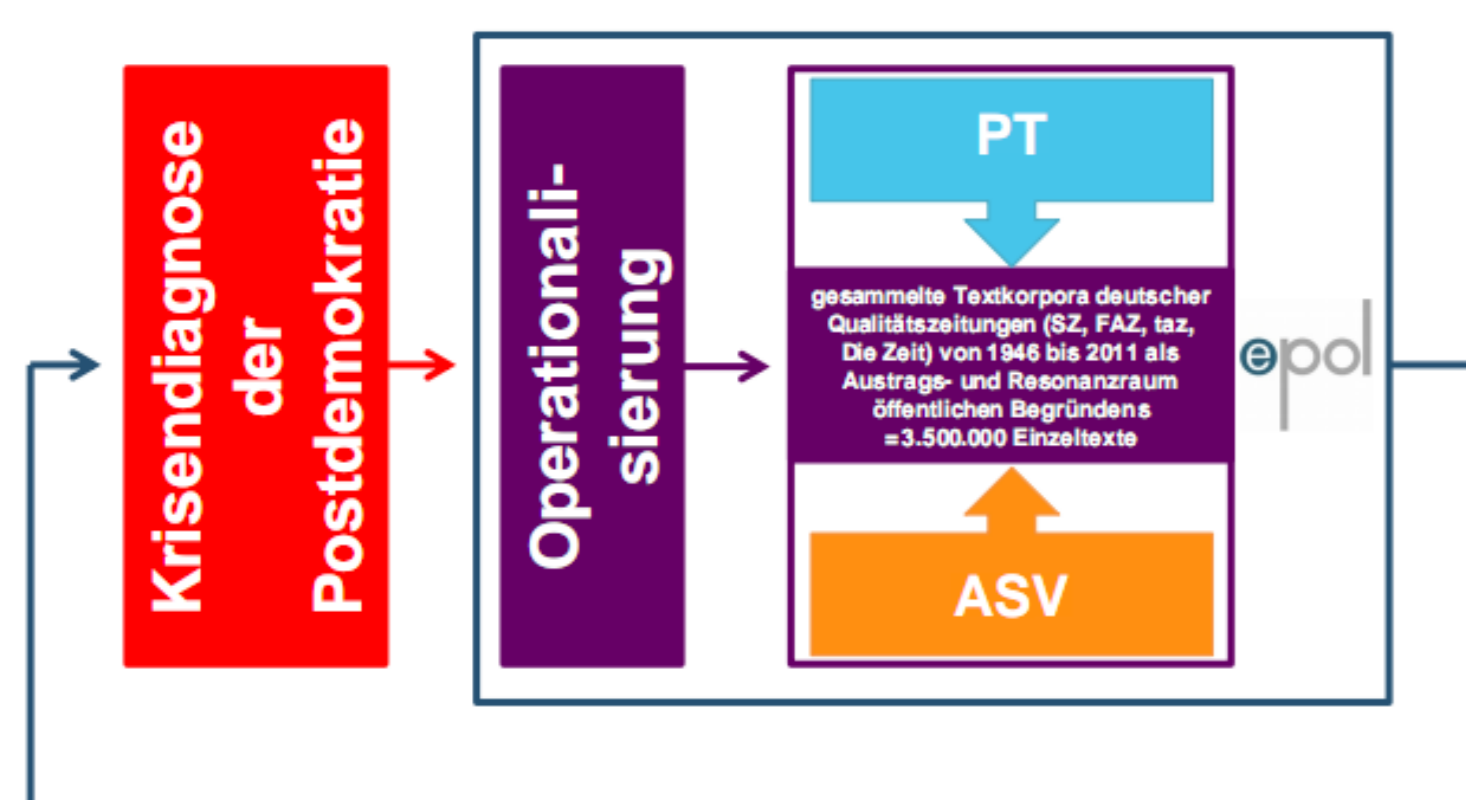 Krisendiagnose
der
Postdemokratie
Operationali-
sierung
PT
gesammelte Textkorpora deutscher
Qualitätszeitungen (SZ, FAZ, taz,
Die Zeit) von 1946 bis 2011 als
Austrags- und Resonanzraum
öffentlichen Begründens
=3.500.000 Einzeltexte
ASV
epol